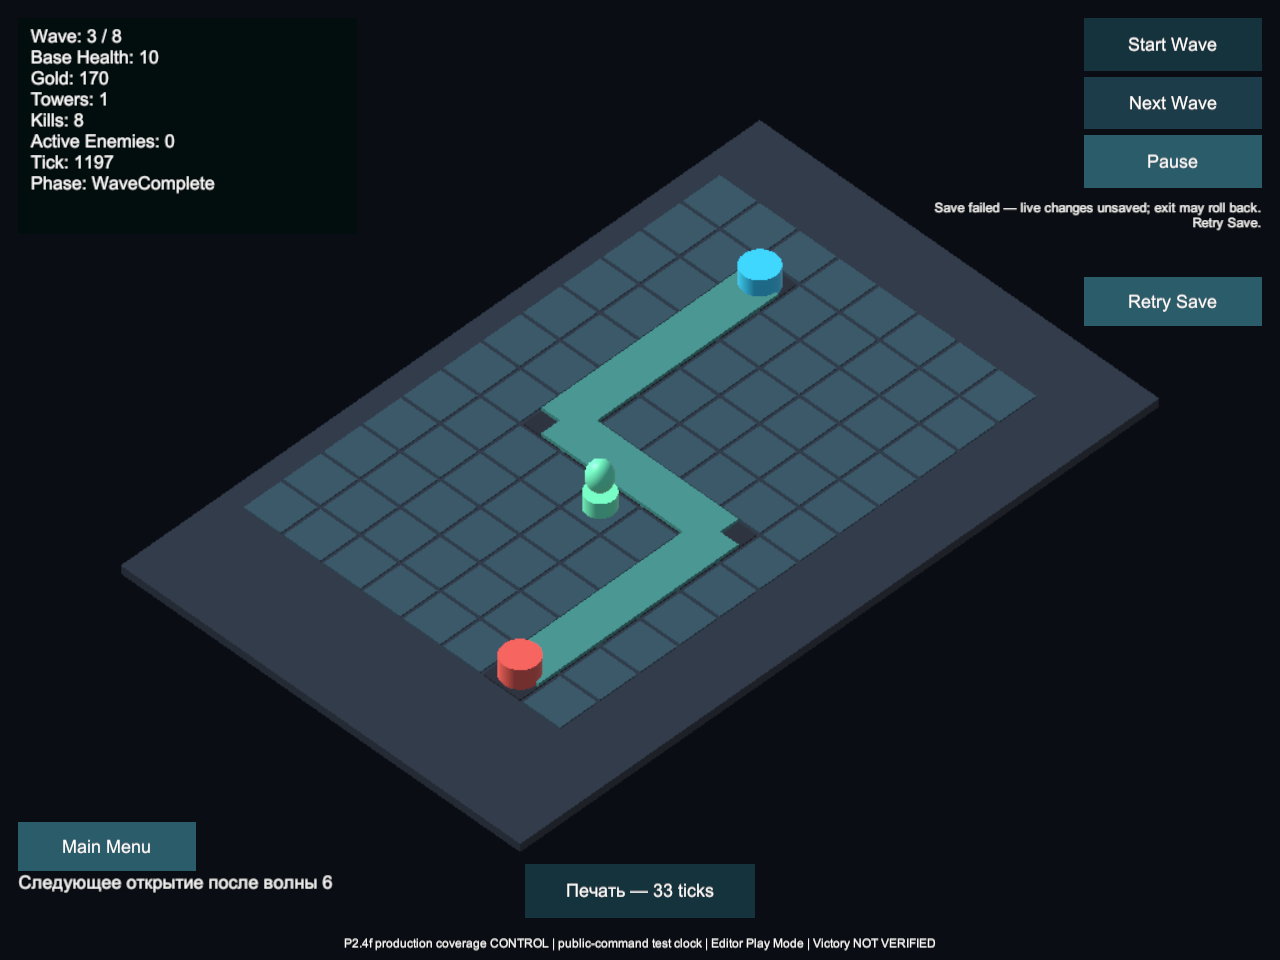 Wave: 3 / 8
Base Health: 10
Gold: 170
Towers: 1
Kills: 8
Active Enemies: 0
Tick: 1197
Phase: WaveComplete
Start Wave
Next Wave
Pause
Save failed — live changes unsaved; exit may roll back.
Retry Save.
Retry Save
Main Menu
Следующее открытие после волны 6
Печать — 33 ticks
P2.4f production coverage CONTROL | public-command test clock | Editor Play Mode | Victory NOT VERIFIED